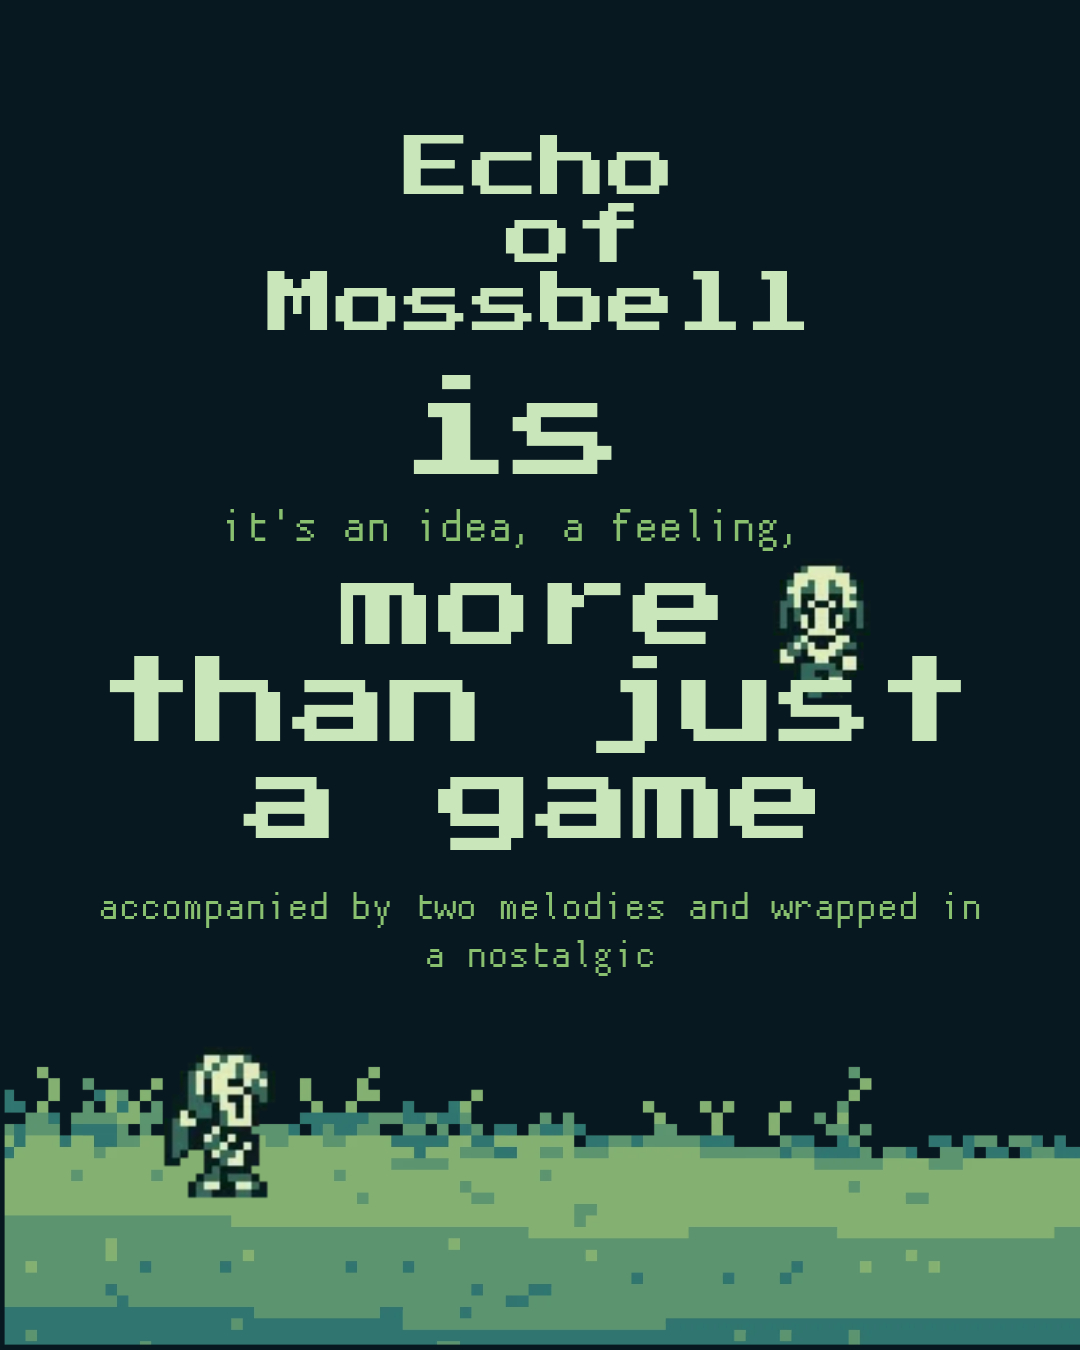 Echo
of
Mossbell
is
it's an idea, a feeling,
more
than just
a game
accompanied by two melodies and wrapped in
a nostalgic